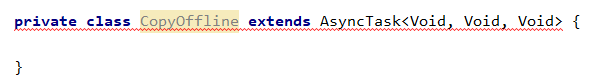 private class CopyOffline extends AsyncTask<Void, Void, Void> {
}